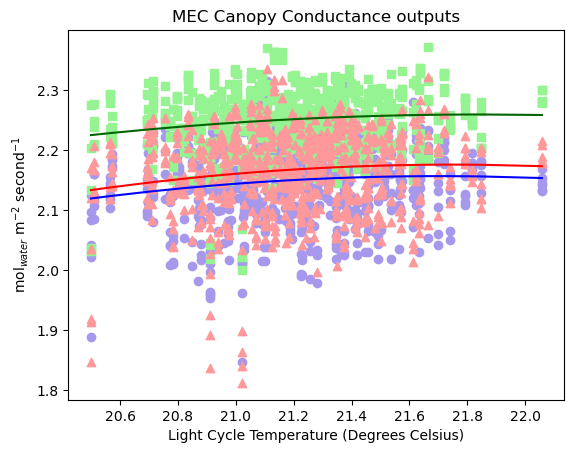 MEC Canopy Conductance outputs
mol_water m⁻² second⁻¹
2.3
2.2
2.1
2.0
1.9
1.8
20.6 20.8 21.0 21.2 21.4 21.6 21.8 22.0
Light Cycle Temperature (Degrees Celsius)